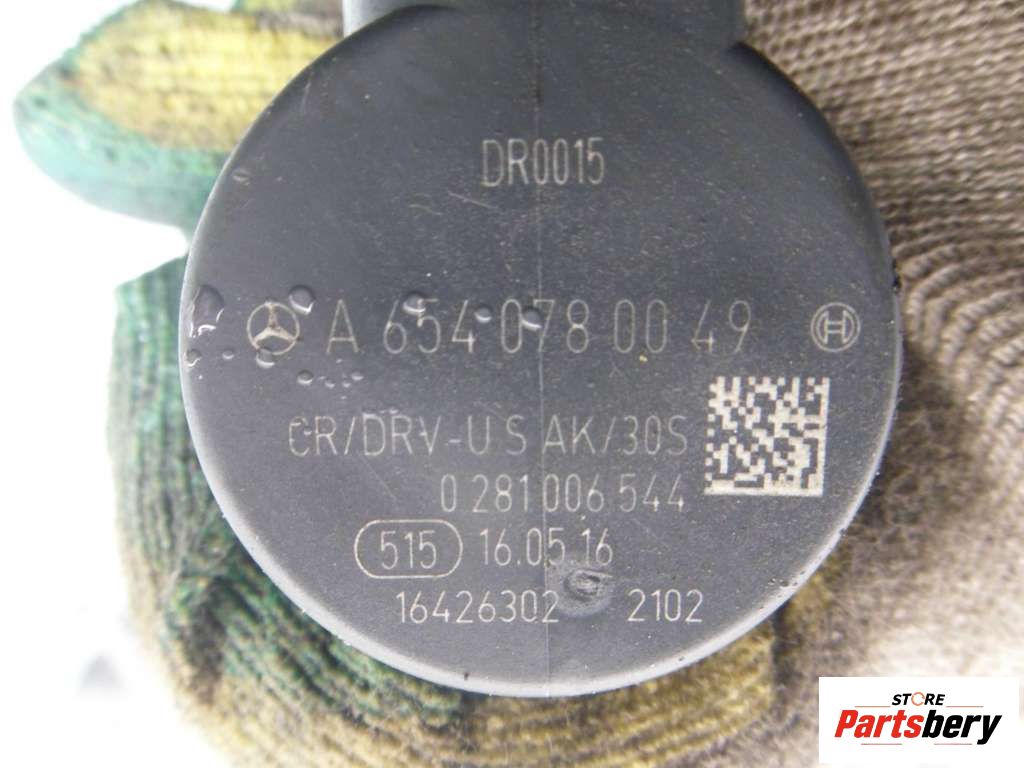 DR0015
A 654 078 00 49
CR/DRV-U S AK/30S
0 281 006 544
515 16.05.16
16426302 2102
STORE
Partsbery